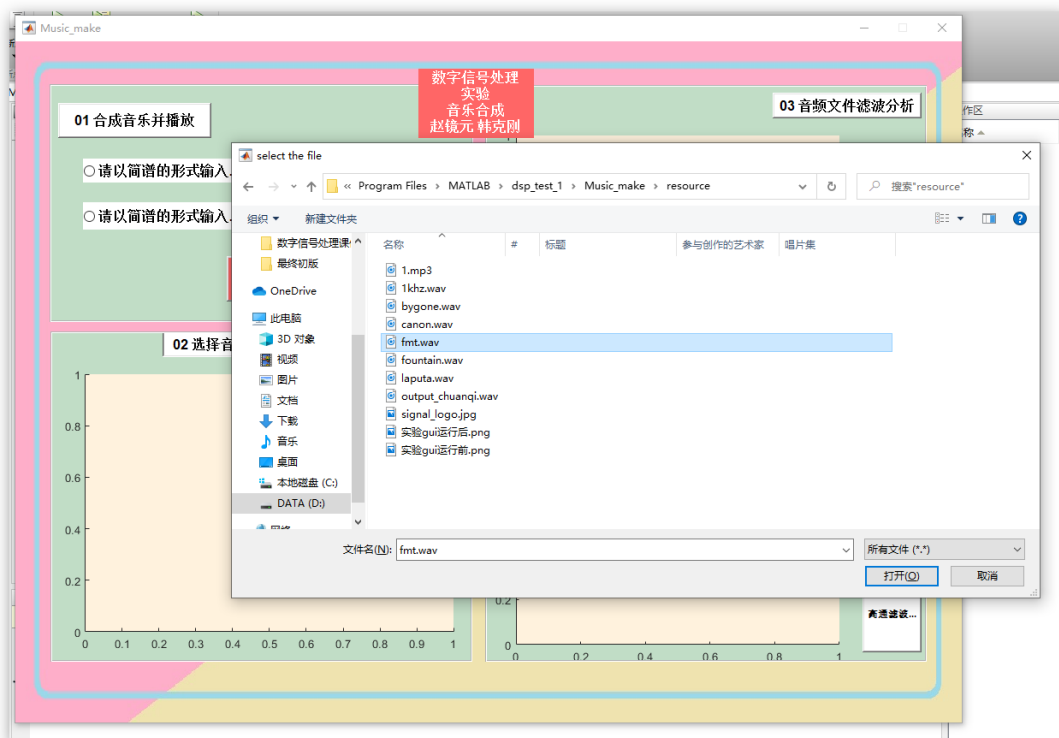 Music_make
数字信号处理
实验
音乐合成
赵镜元 韩克刚
01 合成音乐并播放
03 音频文件滤波分析
作区
称
请以简谱的形式输入.
请以简谱的形式输入.
02 选择音
1
0.8
0.6
0.4
0.2
0
0 0.1 0.2 0.3 0.4 0.5 0.6 0.7 0.8 0.9 1
select the file
« Program Files › MATLAB › dsp_test_1 › Music_make › resource
搜索"resource"
组织 新建文件夹
数字信号处理课
最终初版
OneDrive
此电脑
3D 对象
视频
图片
文档
下载
音乐
桌面
本地磁盘 (C:)
DATA (D:)
网络
名称 # 标题 参与创作的艺术家 唱片集
1.mp3
1khz.wav
bygone.wav
canon.wav
fmt.wav
fountain.wav
laputa.wav
output_chuanqi.wav
signal_logo.jpg
实验gui运行后.png
实验gui运行前.png
文件名(N): fmt.wav 所有文件 (*.*)
打开(O) 取消
0.2
0
0 0.2 0.4 0.6 0.8 1
高通滤波...